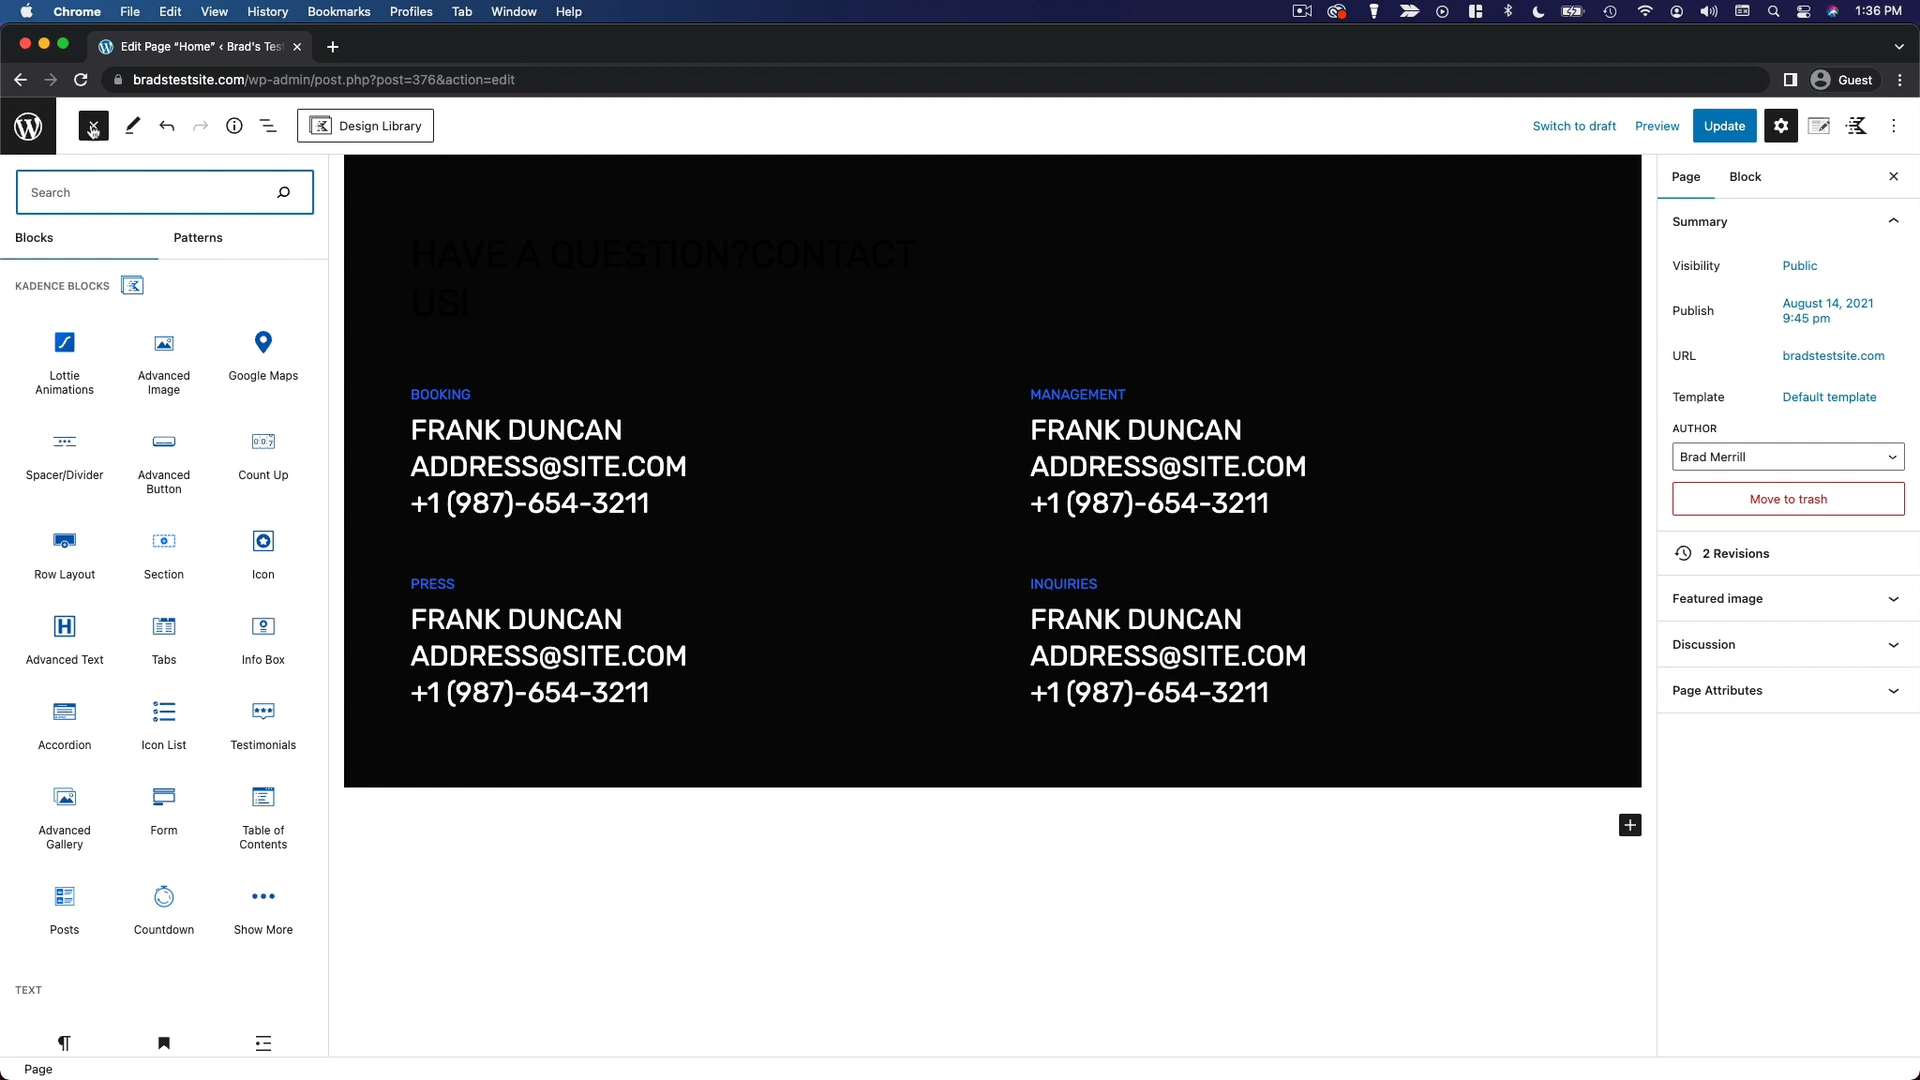 Chrome File Edit View History Bookmarks Profiles Tab Window Help 1:36 PM
Edit Page “Home” ‹ Brad's Test
bradstestsite.com/wp-admin/post.php?post=376&action=edit
Guest
Design Library
Switch to draft
Preview
Update
Search
Blocks
Patterns
KADENCE BLOCKS
Lottie Animations
Advanced Image
Google Maps
Spacer/Divider
Advanced Button
Count Up
Row Layout
Section
Icon
Advanced Text
Tabs
Info Box
Accordion
Icon List
Testimonials
Advanced Gallery
Form
Table of Contents
Posts
Countdown
Show More
TEXT
Page
HAVE A QUESTION?CONTACT
US!
BOOKING
FRANK DUNCAN
ADDRESS@SITE.COM
+1 (987)-654-3211
MANAGEMENT
FRANK DUNCAN
ADDRESS@SITE.COM
+1 (987)-654-3211
PRESS
FRANK DUNCAN
ADDRESS@SITE.COM
+1 (987)-654-3211
INQUIRIES
FRANK DUNCAN
ADDRESS@SITE.COM
+1 (987)-654-3211
Page
Block
Summary
Visibility
Public
Publish
August 14, 2021
9:45 pm
URL
bradstestsite.com
Template
Default template
AUTHOR
Brad Merrill
Move to trash
2 Revisions
Featured image
Discussion
Page Attributes